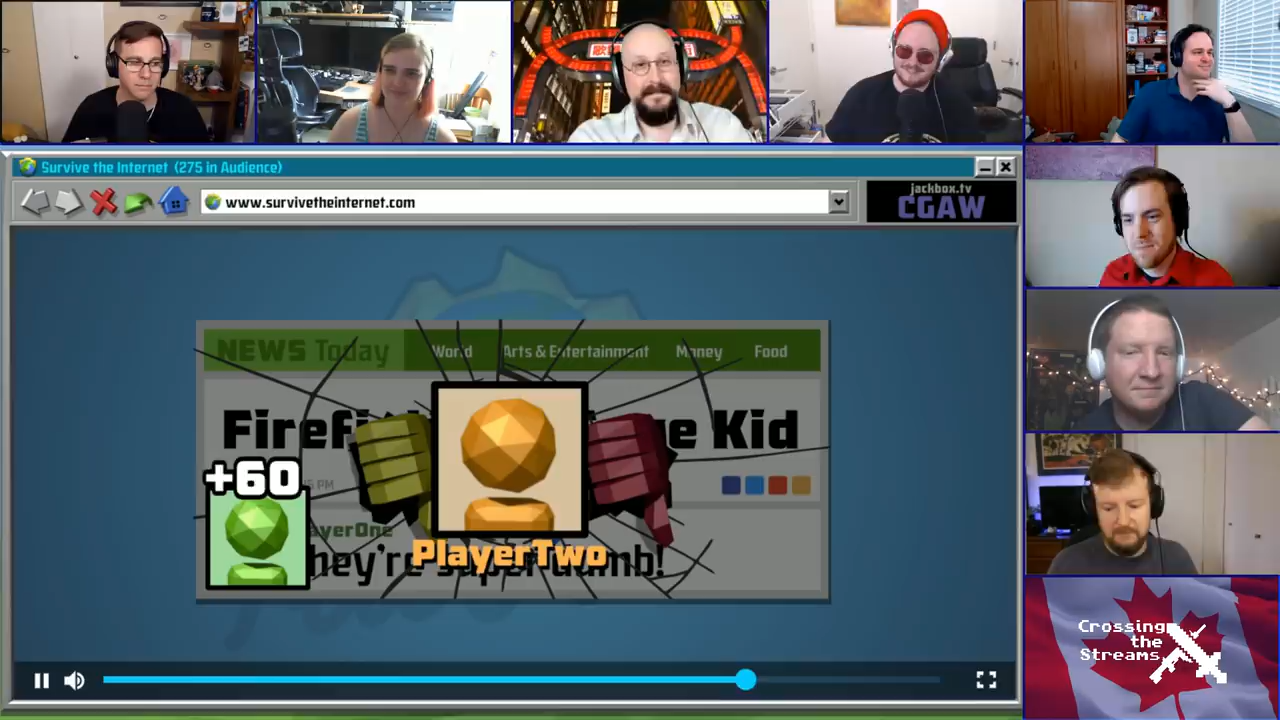 Survive the Internet (275 in Audience)
www.survivetheinternet.com
jackbox.tv
CGAW
NEWS Today
World
Arts & Entertainment
Money
Food
Kid
+60
PM
PlayerTwo
Crossing
the
Streams